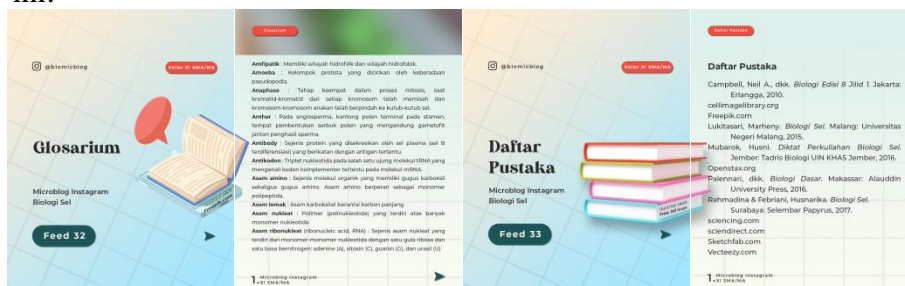 @biomicblog
Kelas XI SMA/MA
Glosarium
Microblog Instagram
Biologi Sel
Feed 32
Glosarium
Amfipatik : Memiliki wilayah hidrofilik dan wilayah hidrofobik.
Amoeba : Kelompok protista yang dicirikan oleh keberadaan
pseudopodia.
Anaphase : Tahap keempat dalam proses mitosis, saat
kromatid-kromatid dari setiap kromosom telah memisah dan
kromosom-kromosom anakan telah berpindah ke kutub-kutub sel.
Anther : Pada angiosperma, kantong polen terminal pada stamen,
tempat pembentukan serbuk polen yang mengandung gametofit
jantan penghasil sperma.
Antibody : Sejenis protein yang disekresikan oleh sel plasma (sel B
terdiferensiasi) yang berikatan dengan antigen tertentu
Antikodon : Triplet nukleotida pada salah satu ujung molekul tRNA yang
mengenali kodon komplementer tertentu pada molekul mRNA.
Asam amino : Sejenis molekul organik yang memiliki gugus karboksil
sekaligus gugus amino. Asam amino berperan sebagai monomer
polipeptida.
Asam lemak : Asam karboksilat berantai karbon panjang.
Asam nukleat : Polimer (polinukleotida) yang terdiri atas banyak
monomer nukleotida.
Asam ribonukleat (ribonucleic acid, RNA) : Sejenis asam nukleat yang
terdiri dari monomer-monomer nukleotida dengan satu gula ribosa dan
satu basa bernitrogen: adenine (A), sitosin (C), guanin (G), dan urasil (U)
1 Microblog Instagram
XI SMA/MA
@biomicblog
Kelas XI SMA/MA
Daftar
Pustaka
Microblog Instagram
Biologi Sel
Feed 33
Ilustrasi oleh
Free 3d icon
Daftar Pustaka
Daftar Pustaka
Campbell, Neil A., dkk. Biologi Edisi 8 Jilid 1. Jakarta:
Erlangga, 2010.
cellimagelibrary.org
Freepik.com
Lukitasari, Marheny. Biologi Sel. Malang: Universitas
Negeri Malang, 2015.
Mubarok, Husni. Diktat Perkuliahan Biologi Sel.
Jember: Tadris Biologi UIN KHAS Jember, 2016.
Openstax.org
Palennari, dkk. Biologi Dasar. Makassar: Alauddin
University Press, 2016.
Rahmadina & Febriani, Husnarika. Biologi Sel.
Surabaya: Selembar Papyrus, 2017.
sciencing.com
sciendirect.com
Sketchfab.com
Vecteezy.com
1 Microblog Instagram
XI SMA/MA